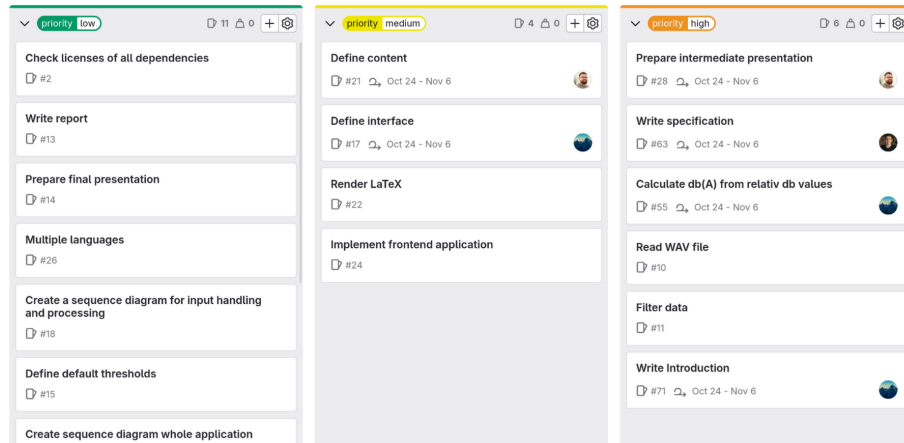 priority low 11 0
Check licenses of all dependencies
#2
Write report
#13
Prepare final presentation
#14
Multiple languages
#26
Create a sequence diagram for input handling
and processing
#18
Define default thresholds
#15
Create sequence diagram whole application
priority medium 4 0
Define content
#21 Oct 24 - Nov 6
Define interface
#17 Oct 24 - Nov 6
Render LaTeX
#22
Implement frontend application
#24
priority high 6 0
Prepare intermediate presentation
#28 Oct 24 - Nov 6
Write specification
#63 Oct 24 - Nov 6
Calculate db(A) from relativ db values
#55 Oct 24 - Nov 6
Read WAV file
#10
Filter data
#11
Write Introduction
#71 Oct 24 - Nov 6